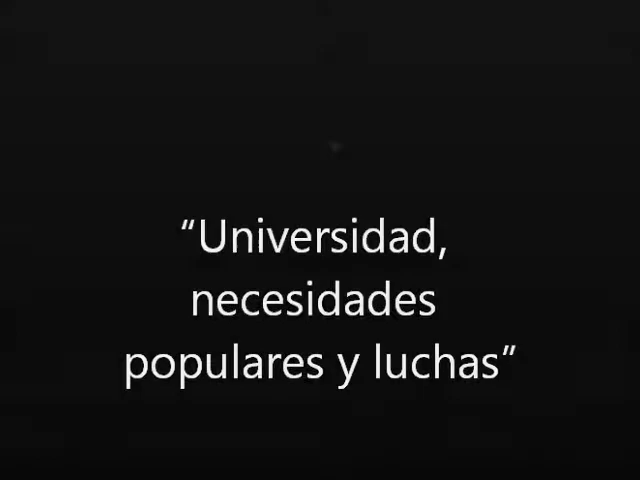 “Universidad,
necesidades
populares y luchas”